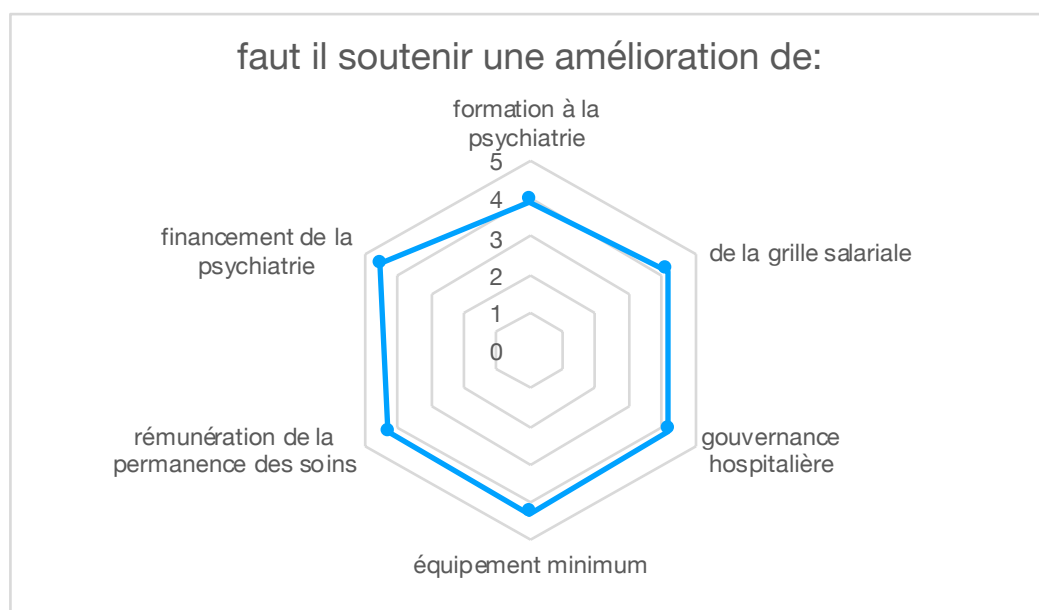 faut il soutenir une amélioration de:
formation à la
psychiatrie
5
4
3
2
1
0
financement de la
psychiatrie
de la grille salariale
rémunération de la
permanence des soins
gouvernance
hospitalière
équipement minimum